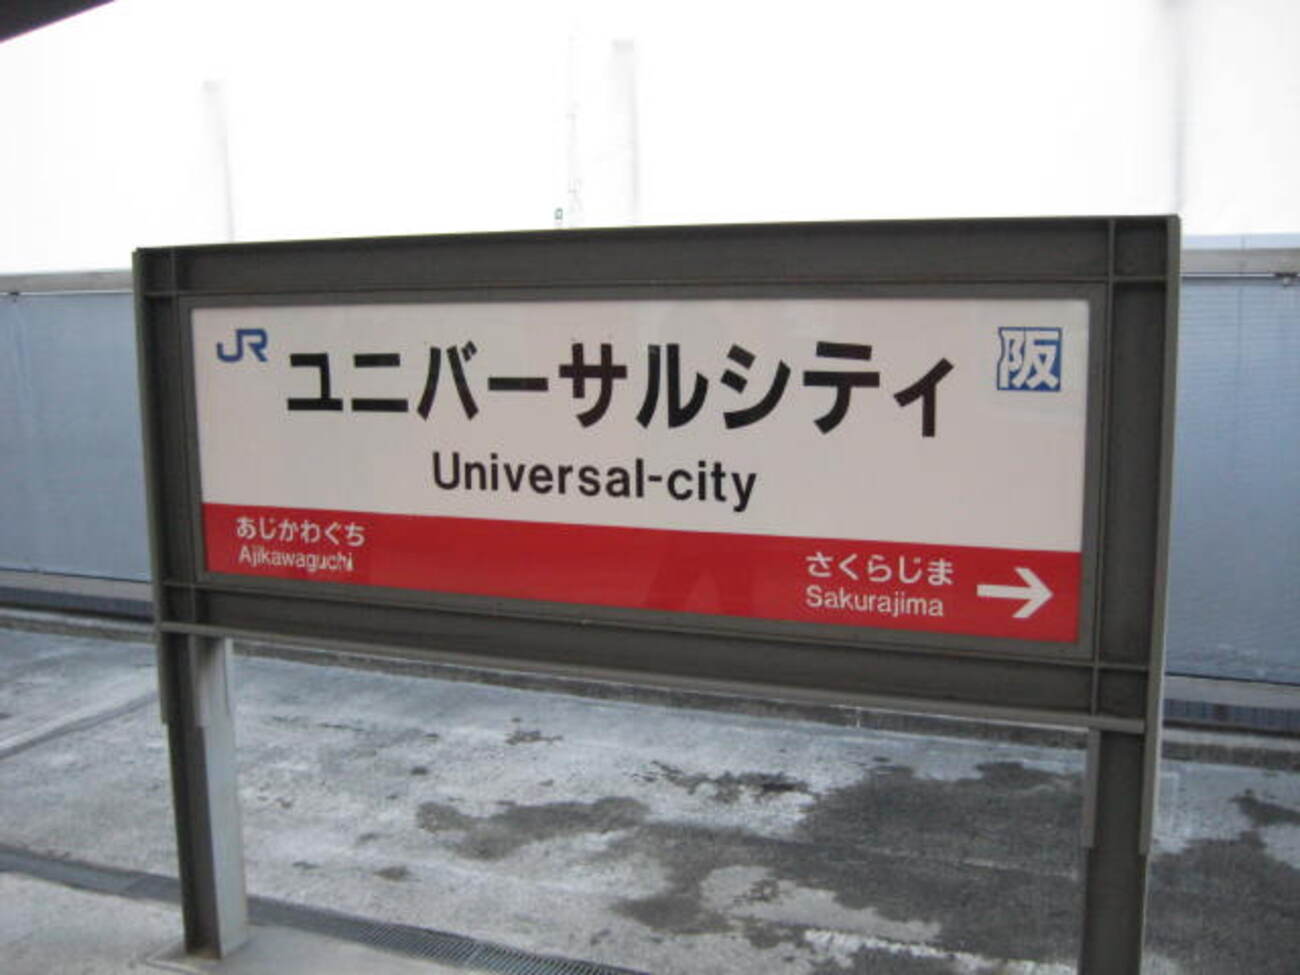 JR ユニバーサルシティ 阪
Universal-city
あじかわぐち
Ajikawaguchi
さくらじま
Sakurajima